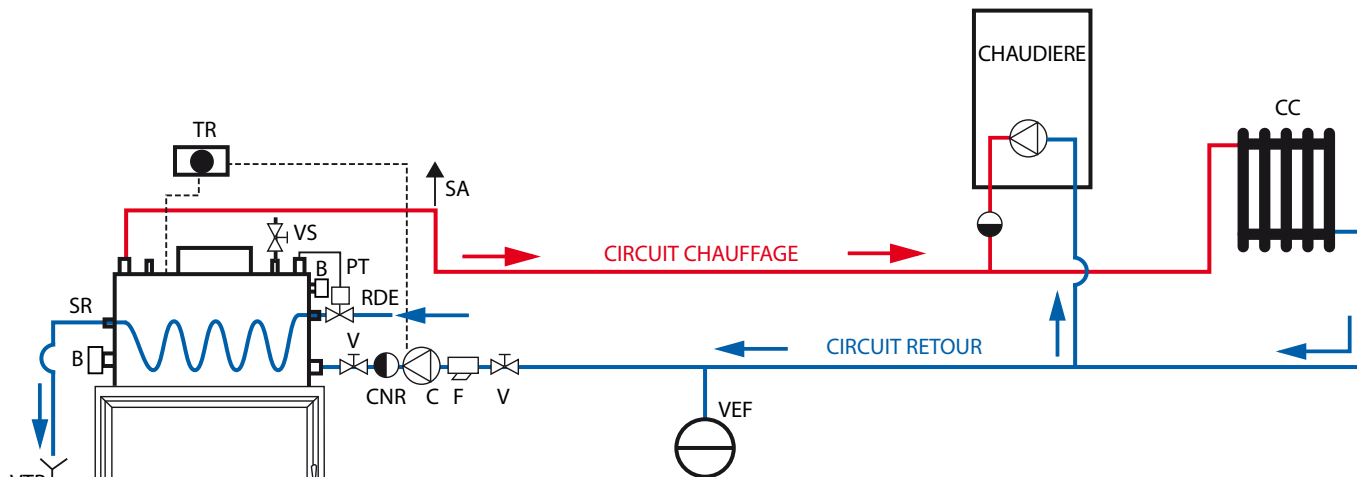 CHAUDIERE
CC
TR
SA
VS
CIRCUIT CHAUFFAGE
B
PT
SR
RDE
V
CIRCUIT RETOUR
B
CNR
C
F
V
VEF